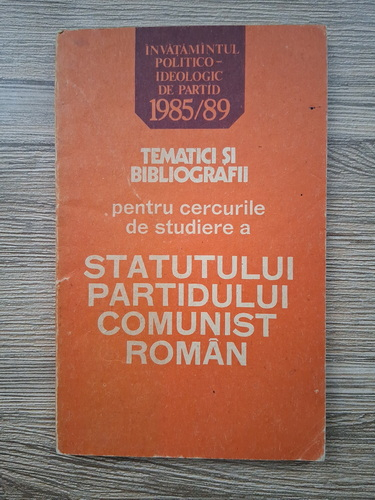 ÎNVĂȚĂMÎNTUL
POLITICO-
IDEOLOGIC
DE PARTID
1985/89
TEMATICI ȘI
BIBLIOGRAFII
pentru cercurile
de studiere a
STATUTULUI
PARTIDULUI
COMUNIST
ROMÂN